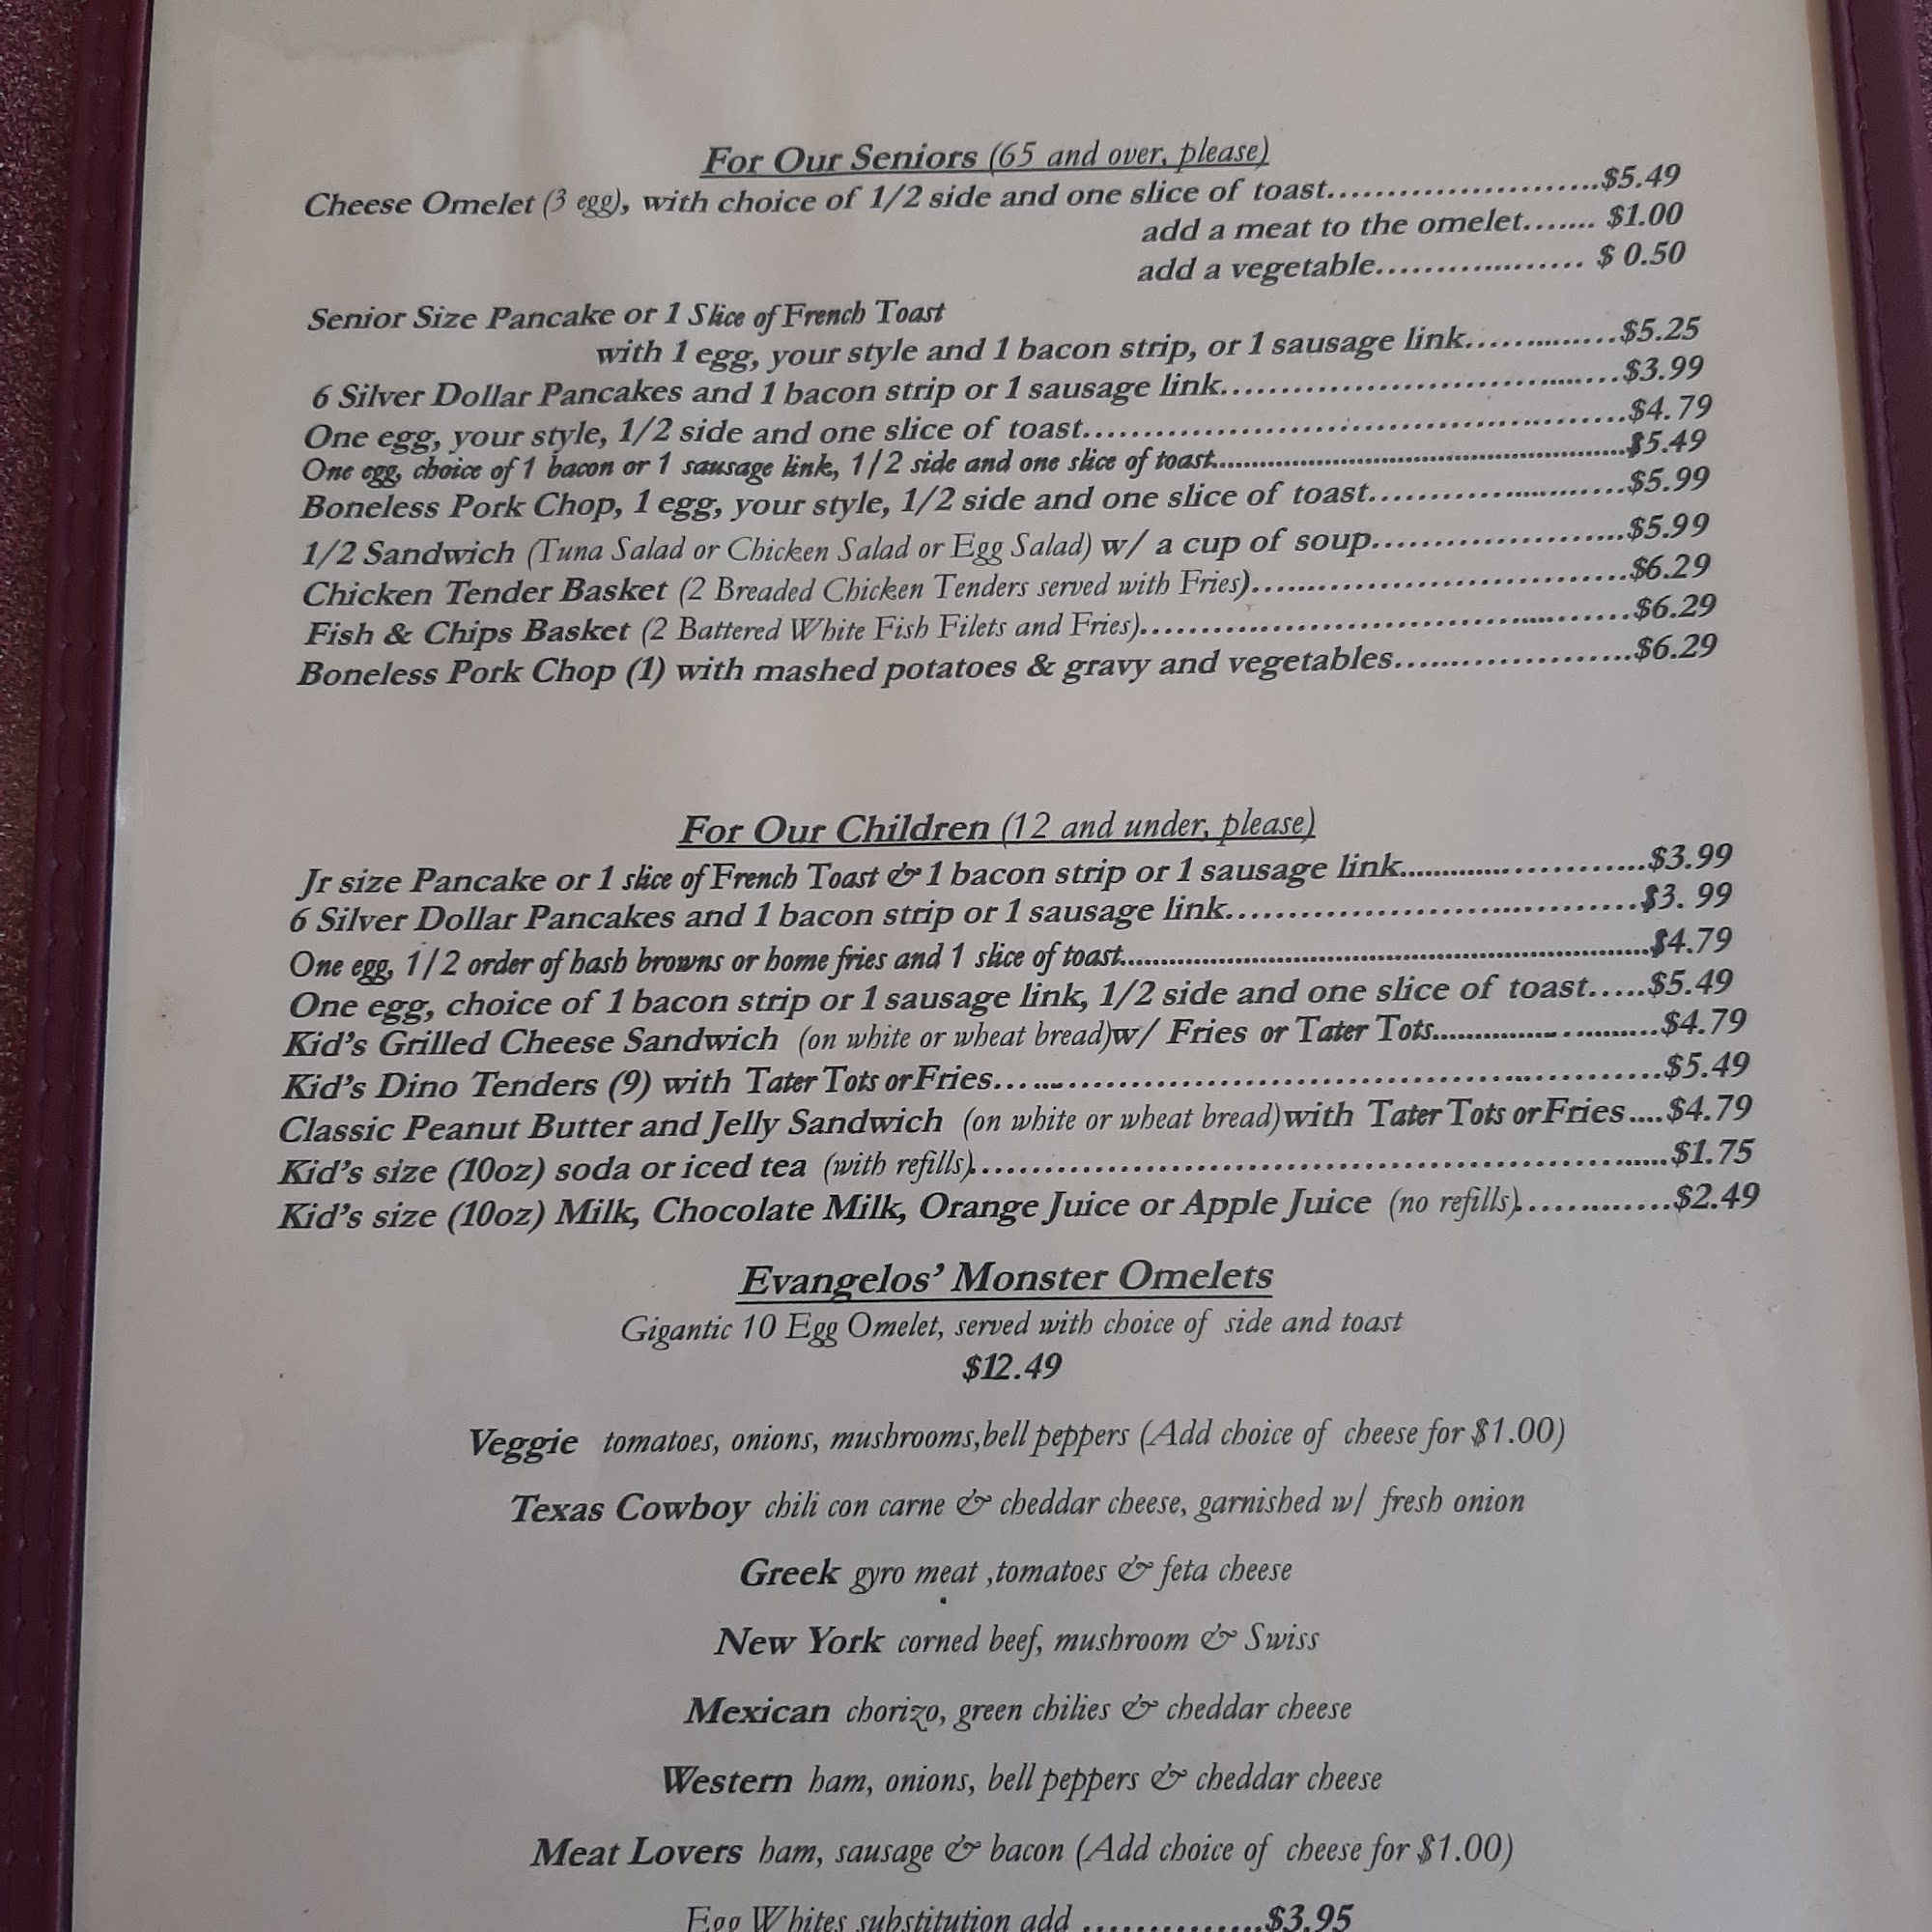 For Our Seniors (65 and over, please)
Cheese Omelet (3 egg), with choice of 1/2 side and one slice of toast.........................$5.49
add a meat to the omelet....... $1.00
add a vegetable..................... $ 0.50
Senior Size Pancake or 1 Slice of French Toast
with 1 egg, your style and 1 bacon strip, or 1 sausage link................$5.25
6 Silver Dollar Pancakes and 1 bacon strip or 1 sausage link.......................................$3.99
One egg, your style, 1/2 side and one slice of toast....................................................$4.79
One egg, choice of 1 bacon or 1 sausage link, 1/2 side and one slice of toast.....................................................$5.49
Boneless Pork Chop, 1 egg, your style, 1/2 side and one slice of toast.........................$5.99
1/2 Sandwich (Tuna Salad or Chicken Salad or Egg Salad) w/ a cup of soup........................$5.99
Chicken Tender Basket (2 Breaded Chicken Tenders served with Fries)....................................$6.29
Fish & Chips Basket (2 Battered White Fish Filets and Fries)................................................$6.29
Boneless Pork Chop (1) with mashed potatoes & gravy and vegetables.......................$6.29
For Our Children (12 and under, please)
Jr size Pancake or 1 slice of French Toast & 1 bacon strip or 1 sausage link..........................$3.99
6 Silver Dollar Pancakes and 1 bacon strip or 1 sausage link....................................$3. 99
One egg, 1/2 order of hash browns or home fries and 1 slice of toast....................................................................$4.79
One egg, choice of 1 bacon strip or 1 sausage link, 1/2 side and one slice of toast......$5.49
Kid's Grilled Cheese Sandwich (on white or wheat bread)w/ Fries or Tater Tots...........................$4.79
Kid's Dino Tenders (9) with Tater Tots or Fries......................................................$5.49
Classic Peanut Butter and Jelly Sandwich (on white or wheat bread)with Tater Tots or Fries....$4.79
Kid's size (10oz) soda or iced tea (with refills).......................................................$1.75
Kid's size (10oz) Milk, Chocolate Milk, Orange Juice or Apple Juice (no refills)...............$2.49
Evangelos' Monster Omelets
Gigantic 10 Egg Omelet, served with choice of side and toast
$12.49
Veggie tomatoes, onions, mushrooms,bell peppers (Add choice of cheese for $1.00)
Texas Cowboy chili con carne & cheddar cheese, garnished w/ fresh onion
Greek gyro meat ,tomatoes & feta cheese
New York corned beef, mushroom & Swiss
Mexican chorizo, green chilies & cheddar cheese
Western ham, onions, bell peppers & cheddar cheese
Meat Lovers ham, sausage & bacon (Add choice of cheese for $1.00)
Egg Whites substitution add ..............$3.95